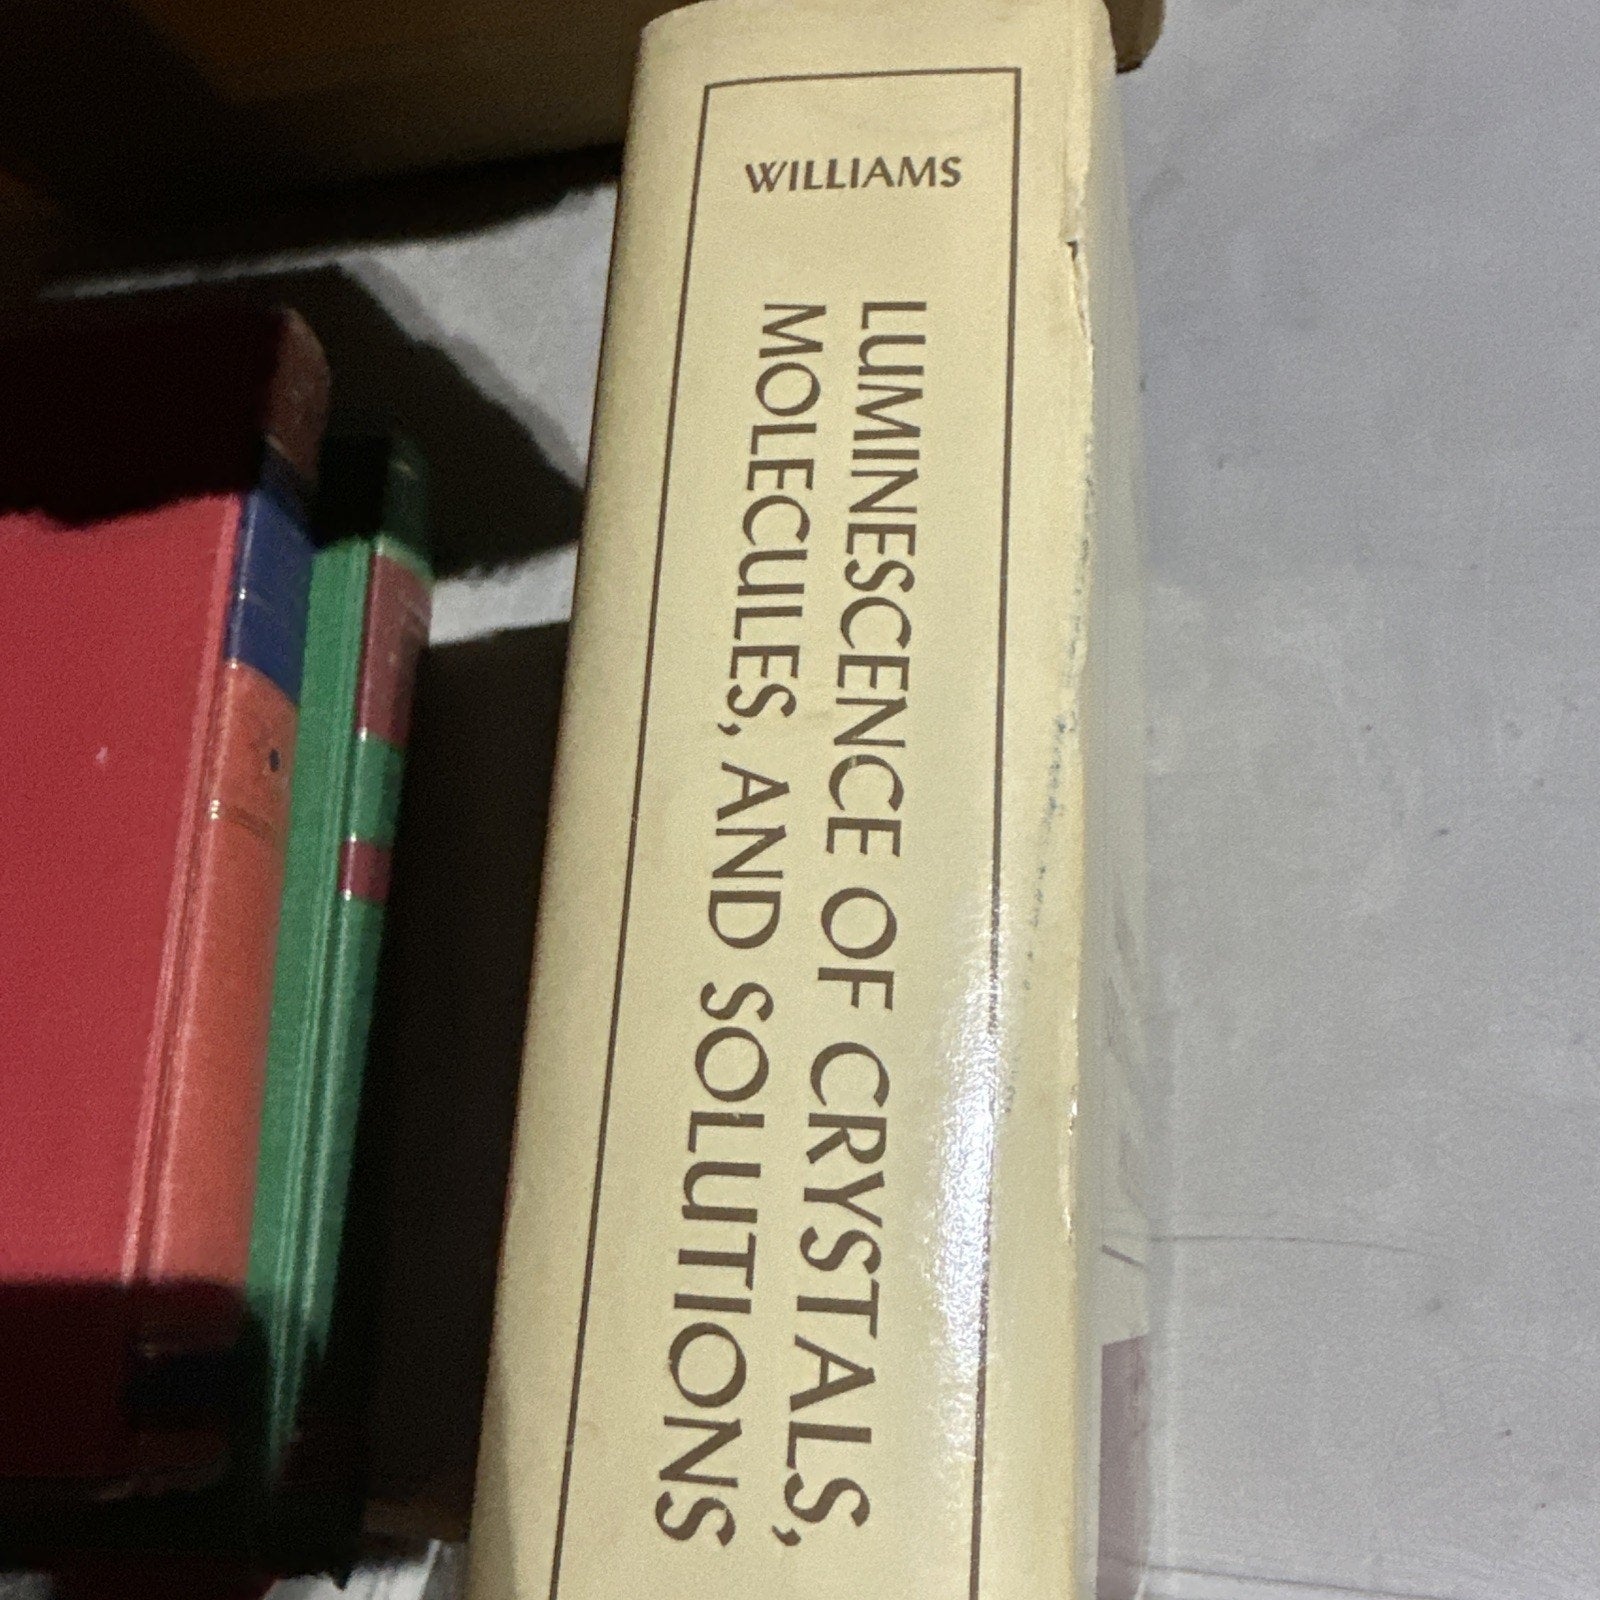 WILLIAMS
LUMINESCENCE OF CRYSTALS,
MOLECULES, AND SOLUTIONS